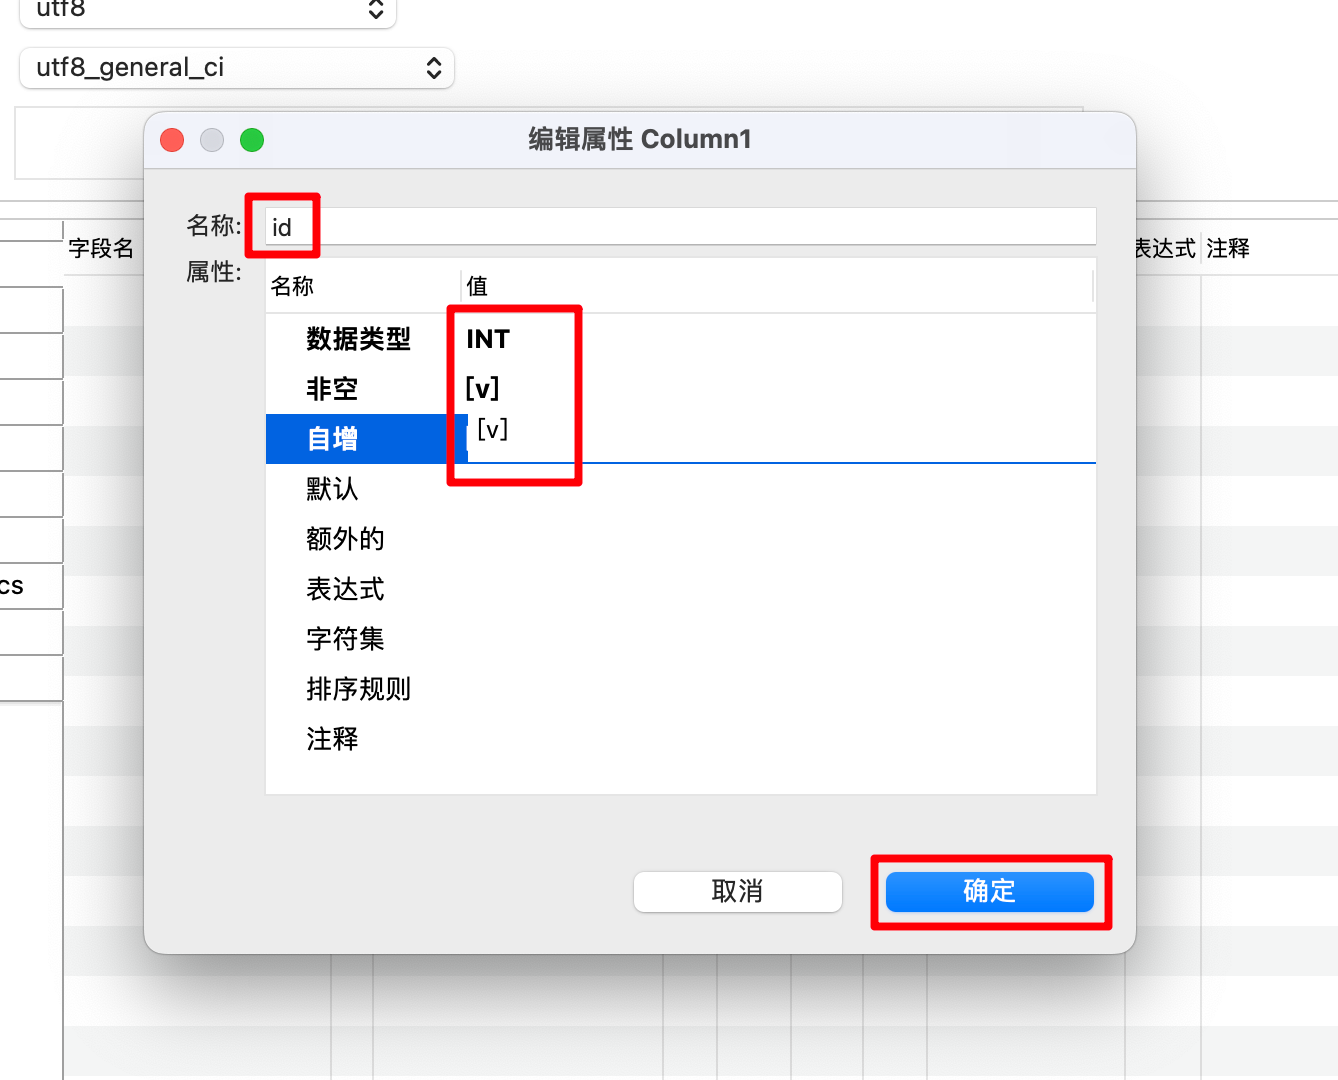 utf8
utf8_general_ci
编辑属性 Column1
名称: id
字段名
表达式 注释
属性:
名称 值
数据类型 INT
非空 [v]
自增 [v]
默认
额外的
表达式
cs
字符集
排序规则
注释
取消 确定